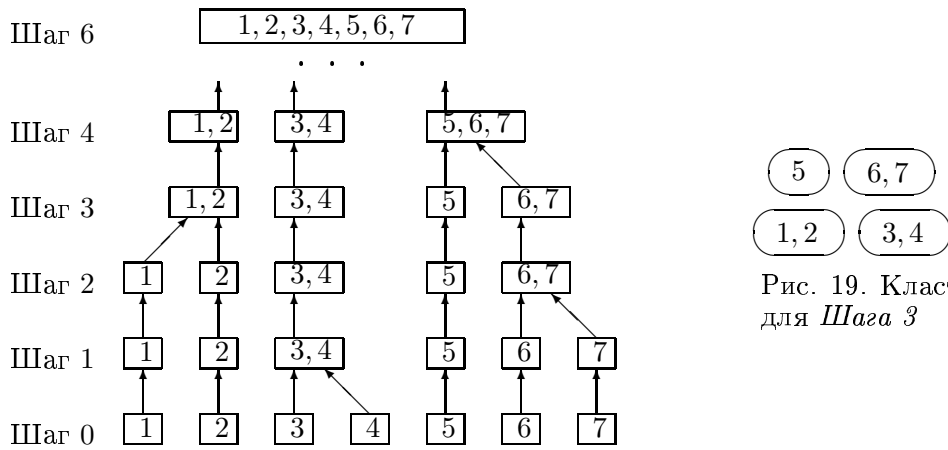 Шаг 6 1, 2, 3, 4, 5, 6, 7
. . .
Шаг 4 1, 2 3, 4 5, 6, 7
Шаг 3 1, 2 3, 4 5 6, 7
Шаг 2 1 2 3, 4 5 6, 7
Шаг 1 1 2 3, 4 5 6 7
Шаг 0 1 2 3 4 5 6 7
5 6, 7
1, 2 3, 4
Рис. 19.
для Шага 3